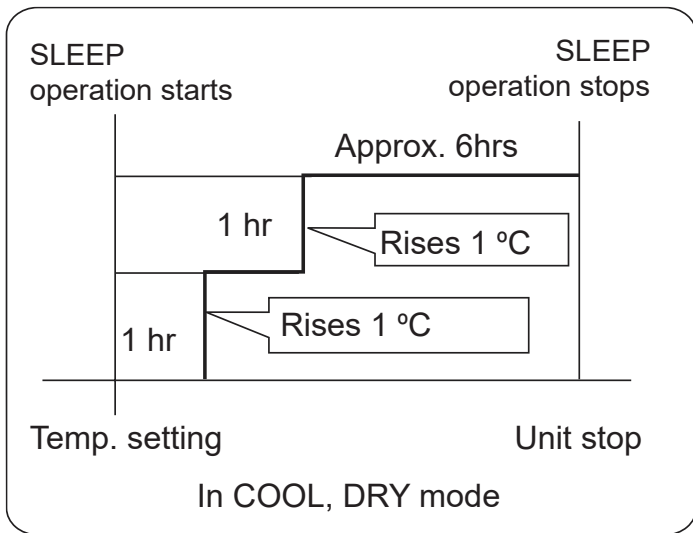 SLEEP
operation starts
SLEEP
operation stops
Approx. 6hrs
1 hr
Rises 1 ºC
1 hr
Rises 1 ºC
Temp. setting
Unit stop
In COOL, DRY mode